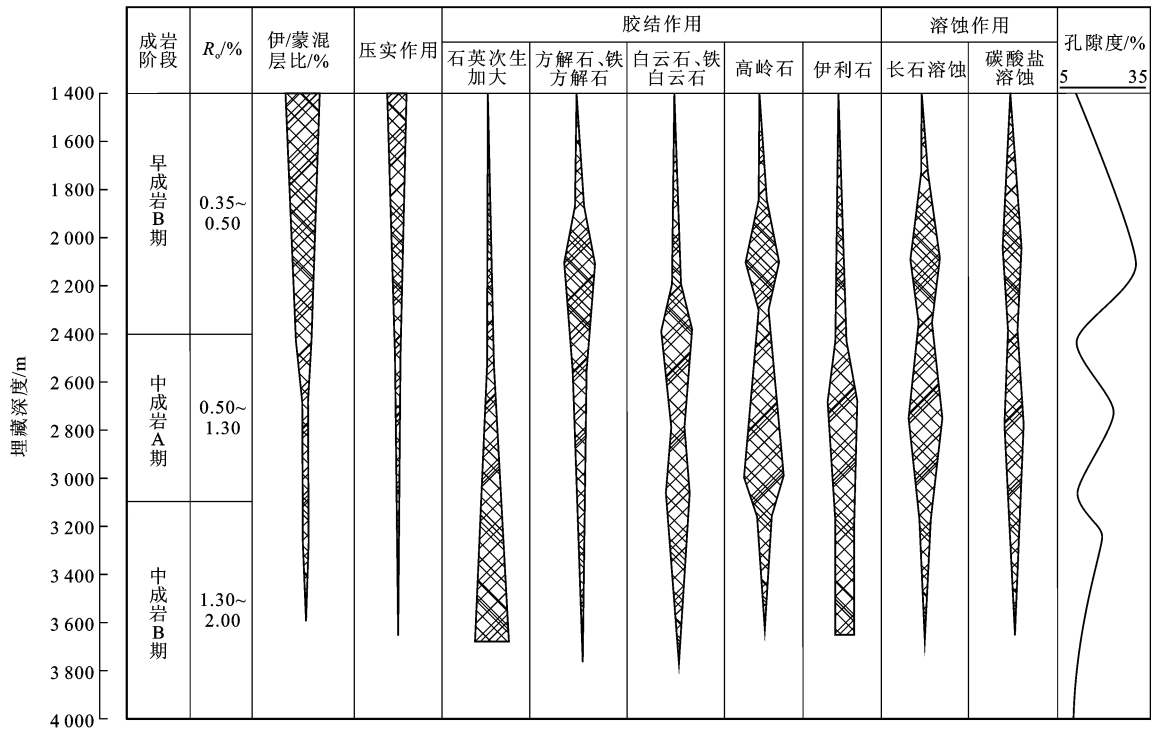 成岩
阶段
Ro/%
伊/蒙混
层比/%
压实作用
胶结作用
石英次生
加大
方解石、铁
方解石
白云石、铁
白云石
高岭石
伊利石
溶蚀作用
长石溶蚀
碳酸盐
溶蚀
孔隙度/%
5 35
埋藏深度/m
1 400
1 600
1 800
2 000
2 200
2 400
2 600
2 800
3 000
3 200
3 400
3 600
3 800
4 000
早成岩B期
0.35~
0.50
中成岩A期
0.50~
1.30
中成岩B期
1.30~
2.00